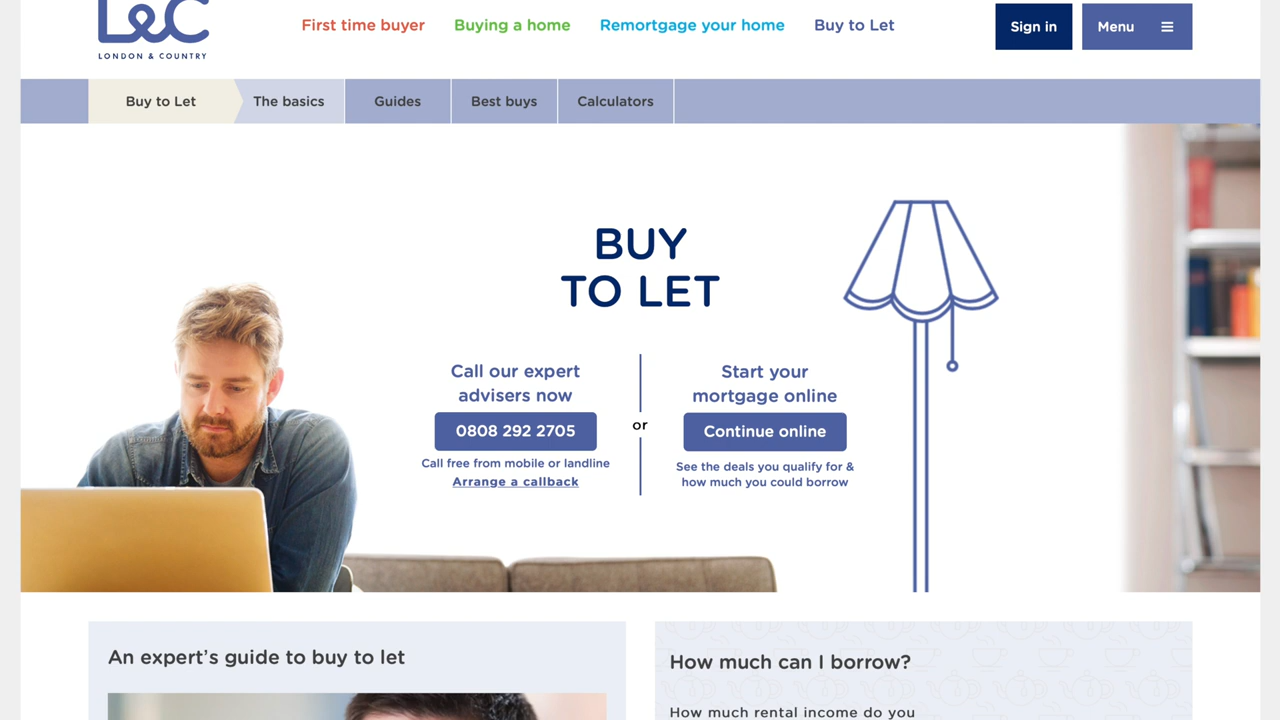 L&C
LONDON & COUNTRY
First time buyer
Buying a home
Remortgage your home
Buy to Let
Sign in
Menu
Buy to Let
The basics
Guides
Best buys
Calculators
BUY
TO LET
Call our expert
advisers now
0808 292 2705
Call free from mobile or landline
Arrange a callback
or
Start your
mortgage online
Continue online
See the deals you qualify for &
how much you could borrow
An expert’s guide to buy to let
How much can I borrow?
How much rental income do you